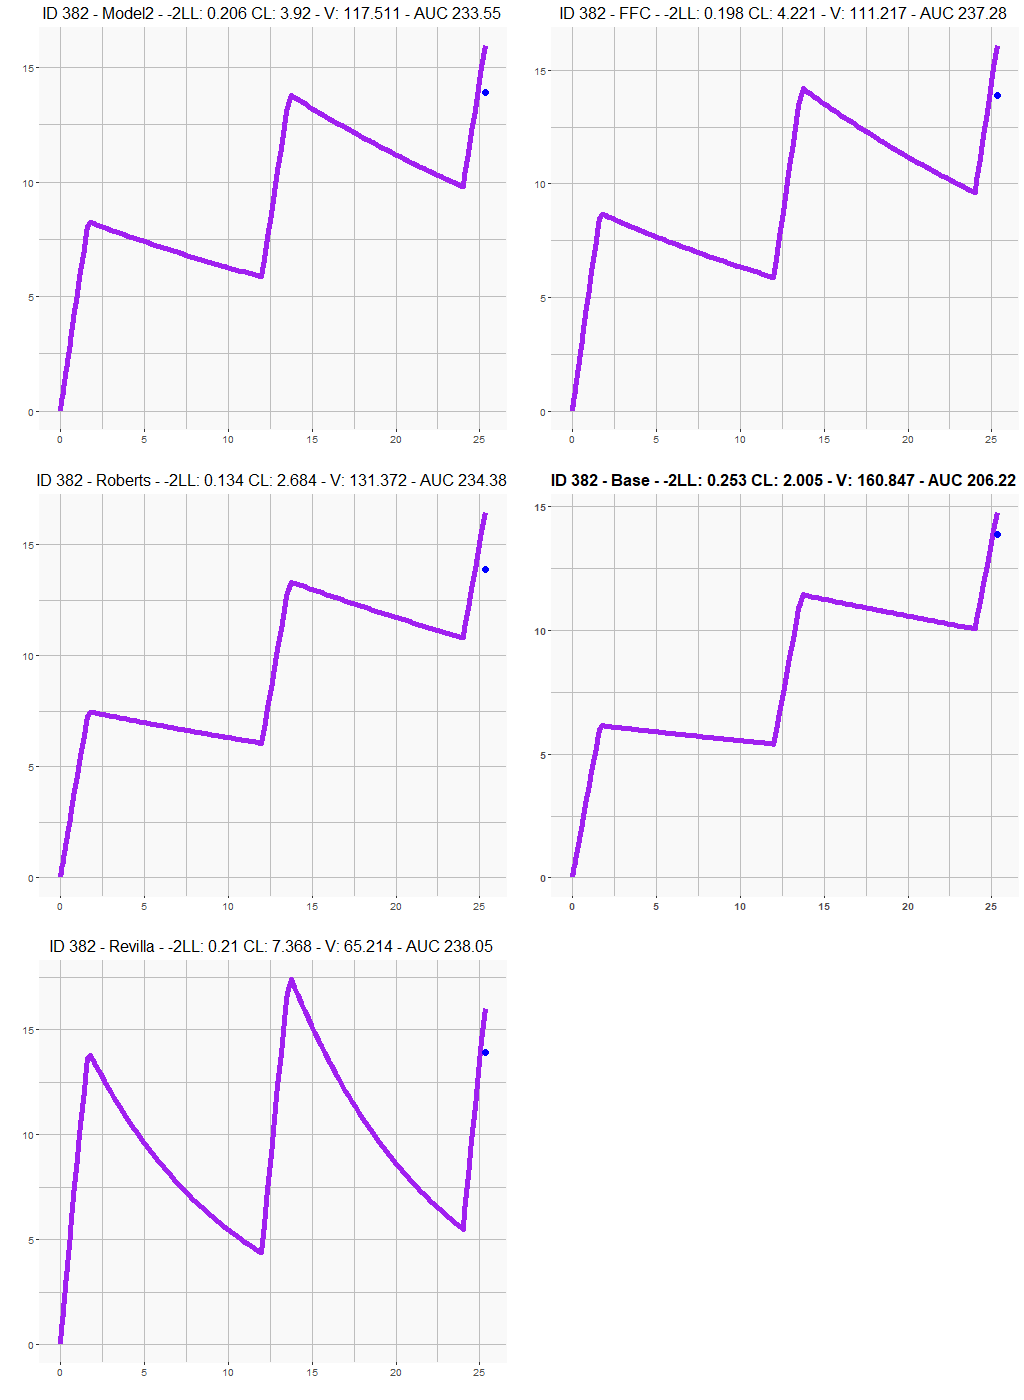 ID 382 - Model2 - -2LL: 0.206 CL: 3.92 - V: 117.511 - AUC 233.55
15
10
5
0
0 5 10 15 20 25
ID 382 - FFC - -2LL: 0.198 CL: 4.221 - V: 111.217 - AUC 237.28
15
10
5
0
0 5 10 15 20 25
ID 382 - Roberts - -2LL: 0.134 CL: 2.684 - V: 131.372 - AUC 234.38
15
10
5
0
0 5 10 15 20 25
ID 382 - Base - -2LL: 0.253 CL: 2.005 - V: 160.847 - AUC 206.22
15
10
5
0
0 5 10 15 20 25
ID 382 - Revilla - -2LL: 0.21 CL: 7.368 - V: 65.214 - AUC 238.05
15
10
5
0
0 5 10 15 20 25